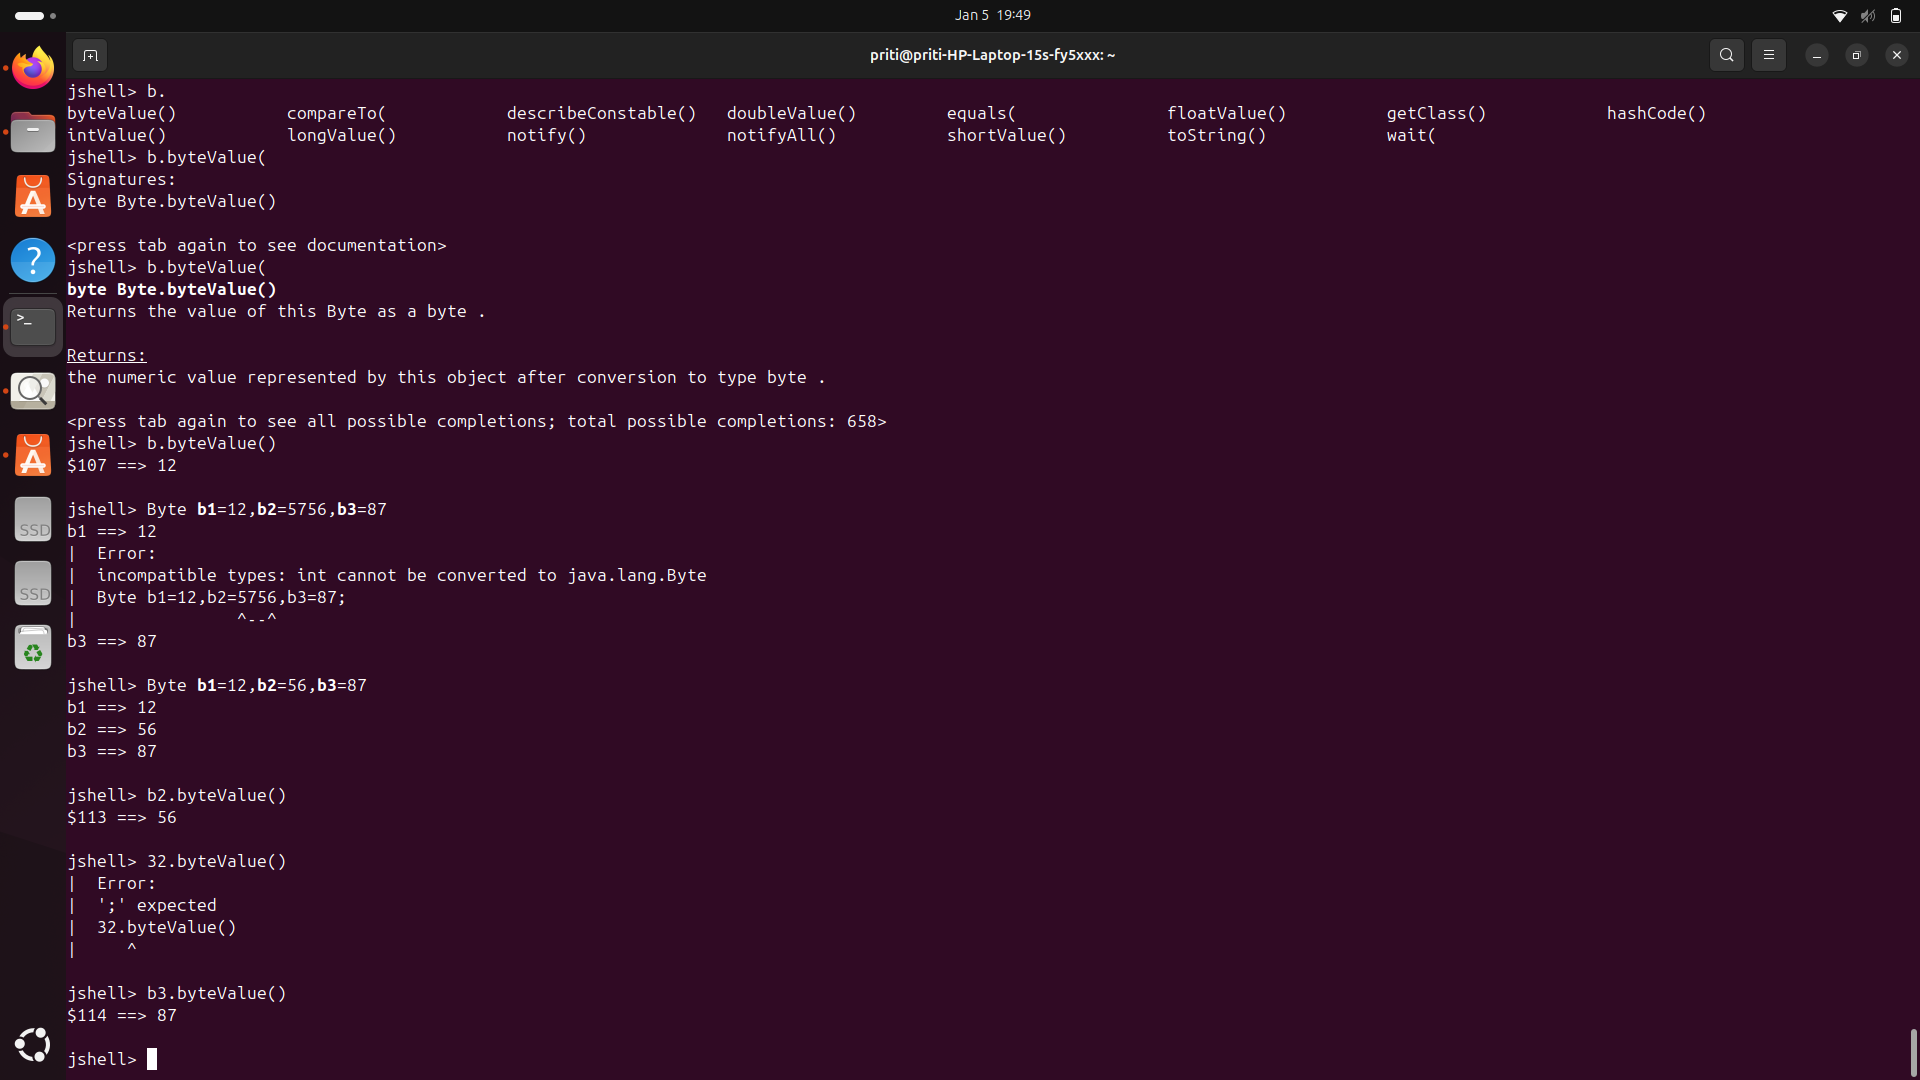 Jan 5 19:49
priti@priti-HP-Laptop-15s-fy5xxx: ~
jshell> b.
byteValue() compareTo( describeConstable() doubleValue() equals( floatValue() getClass() hashCode()
intValue() longValue() notify() notifyAll() shortValue() toString() wait(
jshell> b.byteValue(
Signatures:
byte Byte.byteValue()
<press tab again to see documentation>
jshell> b.byteValue(
byte Byte.byteValue()
Returns the value of this Byte as a byte .
Returns:
the numeric value represented by this object after conversion to type byte .
<press tab again to see all possible completions; total possible completions: 658>
jshell> b.byteValue()
$107 ==> 12
jshell> Byte b1=12,b2=5756,b3=87
b1 ==> 12
|  Error:
|  incompatible types: int cannot be converted to java.lang.Byte
|  Byte b1=12,b2=5756,b3=87;
|                ^--^
b3 ==> 87
jshell> Byte b1=12,b2=56,b3=87
b1 ==> 12
b2 ==> 56
b3 ==> 87
jshell> b2.byteValue()
$113 ==> 56
jshell> 32.byteValue()
|  Error:
|  ';' expected
|  32.byteValue()
|     ^
jshell> b3.byteValue()
$114 ==> 87
jshell>
SSD
SSD